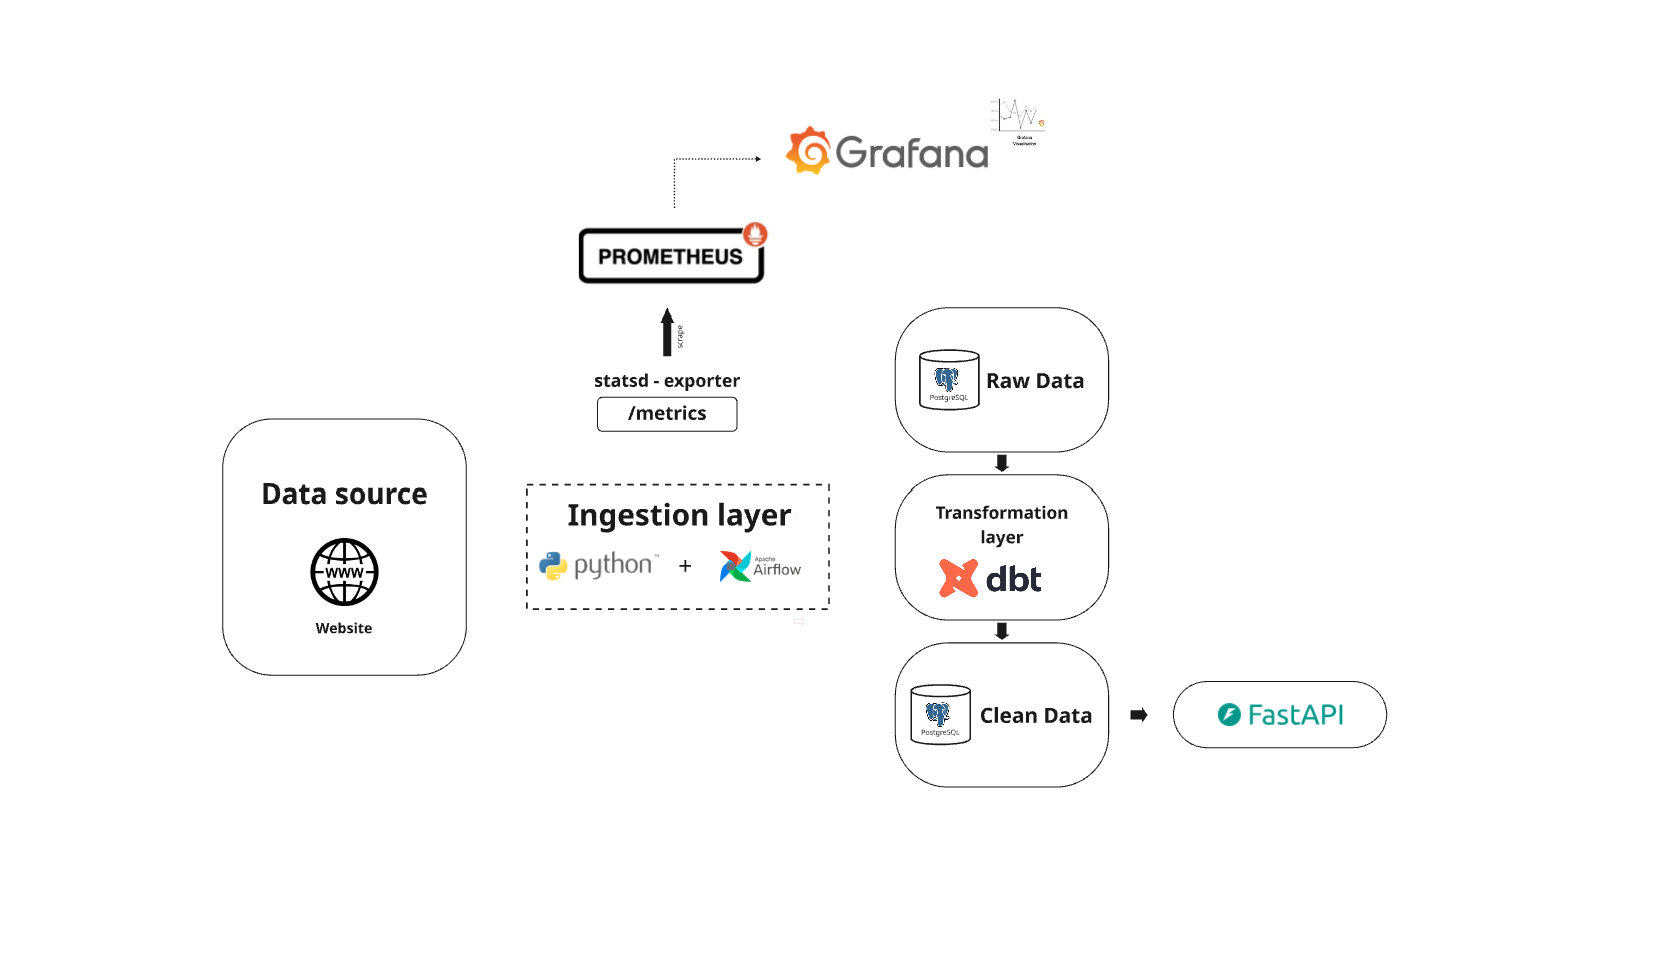 Grafana
Grafana
Visualisation
PROMETHEUS
scrape
statsd - exporter
/metrics
PostgreSQL
Raw Data
Data source
WWW
Website
Ingestion layer
python™ + Apache Airflow
Transformation
layer
dbt
PostgreSQL
Clean Data
FastAPI